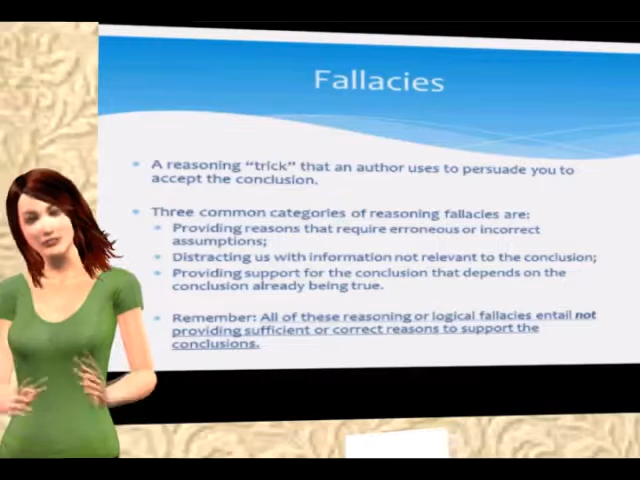 Fallacies
A reasoning “trick” that an author uses to persuade you to
accept the conclusion.
Three common categories of reasoning fallacies are:
Providing reasons that require erroneous or incorrect
assumptions;
Distracting us with information not relevant to the conclusion;
Providing support for the conclusion that depends on the
conclusion already being true.
Remember: All of these reasoning or logical fallacies entail not
providing sufficient or correct reasons to support the
conclusions.